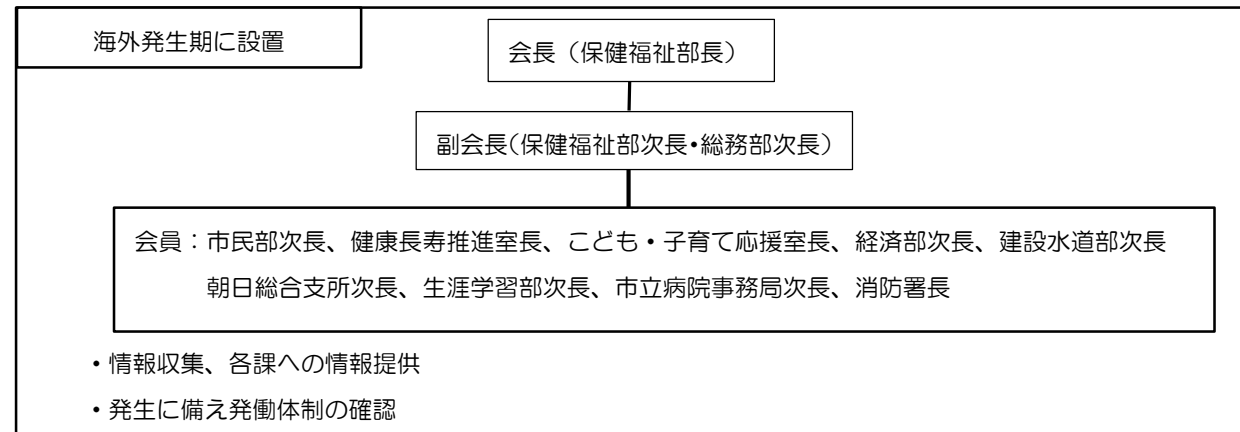 海外発生期に設置
会長（保健福祉部長）
副会長(保健福祉部次長・総務部次長)
会員：市民部次長、健康長寿推進室長、こども・子育て応援室長、経済部次長、建設水道部次長
朝日総合支所次長、生涯学習部次長、市立病院事務局次長、消防署長
・情報収集、各課への情報提供
・発生に備え発働体制の確認